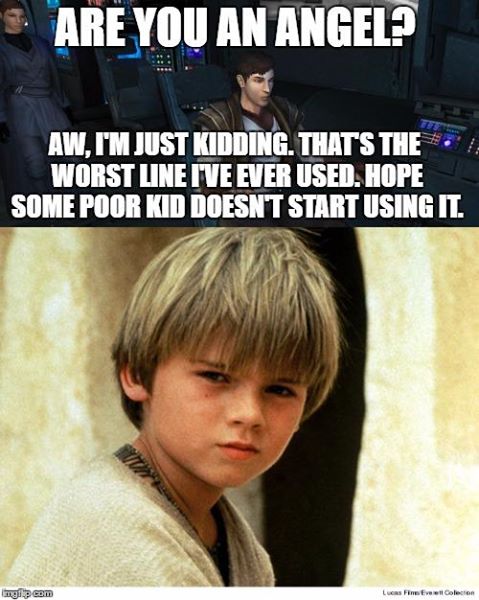 ARE YOU AN ANGEL?
AW, I'M JUST KIDDING. THAT'S THE
WORST LINE I'VE EVER USED. HOPE
SOME POOR KID DOESN'T START USING IT.
imgflip.com
Lucas Films/Everett Collection